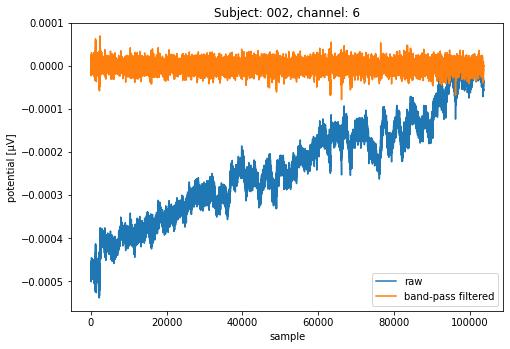 Subject: 002, channel: 6
0.0001
0.0000
−0.0001
−0.0002
−0.0003
−0.0004
−0.0005
potential [µV]
0
20000
40000
60000
80000
100000
sample
raw
band-pass filtered